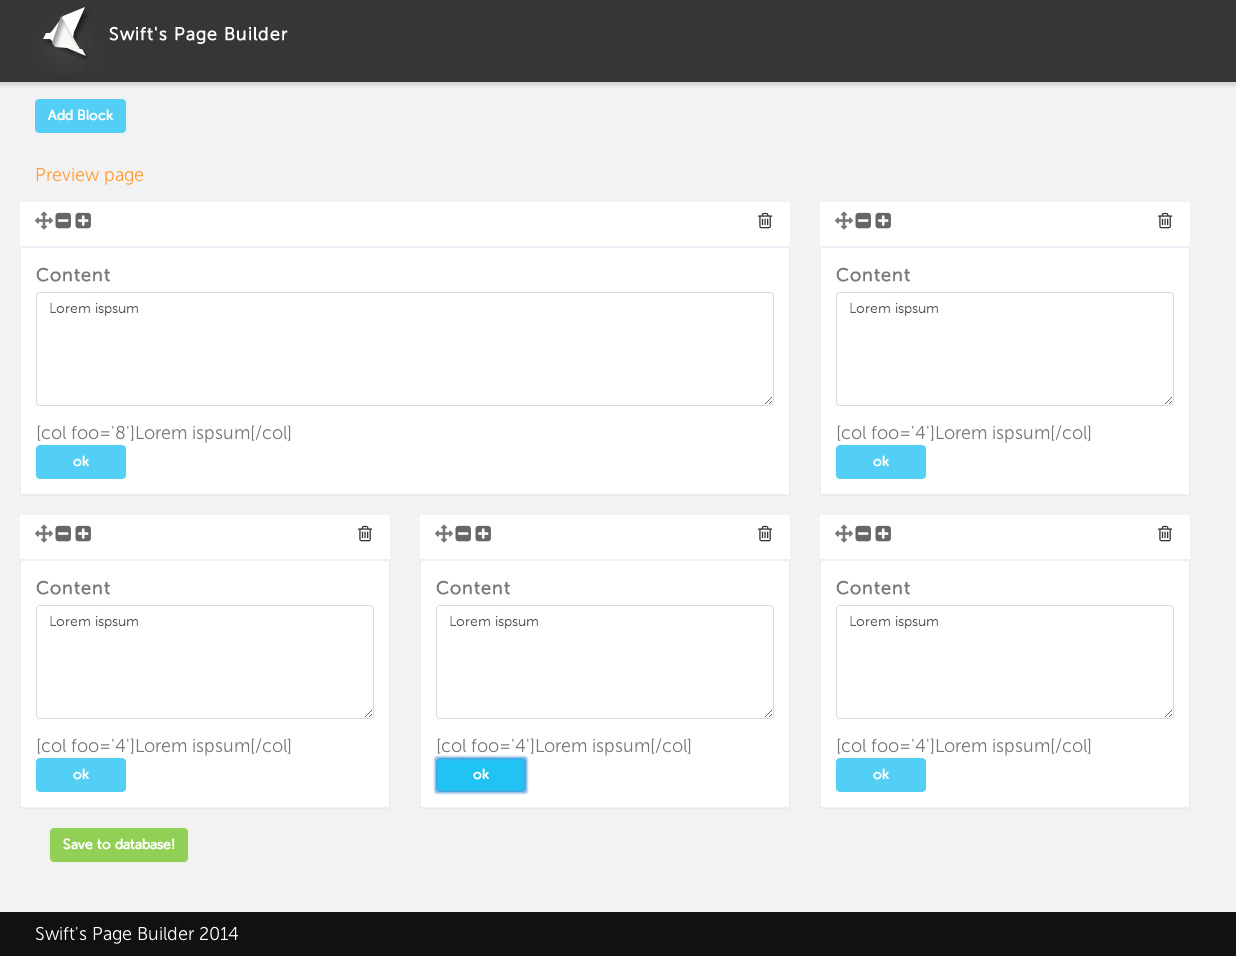 Swift's Page Builder
Add Block
Preview page
Content
Lorem ispsum
[col foo='8']Lorem ispsum[/col]
ok
Content
Lorem ispsum
[col foo='4']Lorem ispsum[/col]
ok
Content
Lorem ispsum
[col foo='4']Lorem ispsum[/col]
ok
Content
Lorem ispsum
[col foo='4']Lorem ispsum[/col]
ok
Content
Lorem ispsum
[col foo='4']Lorem ispsum[/col]
ok
Save to database!
Swift's Page Builder 2014